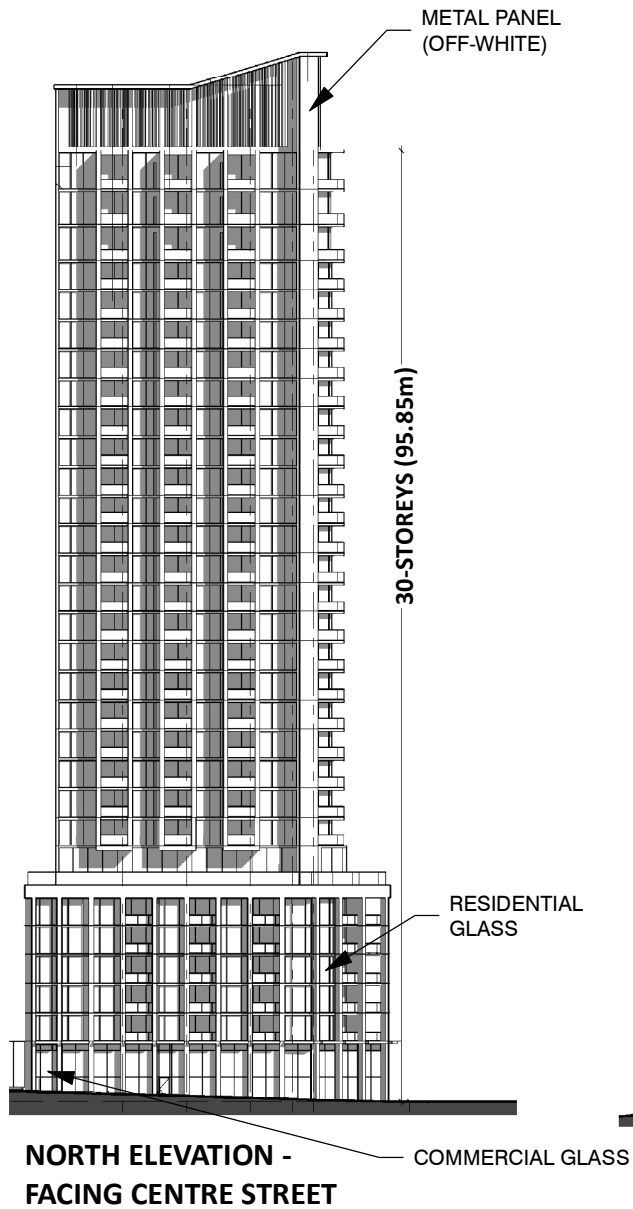 METAL PANEL
(OFF-WHITE)
30-STOREYS (95.85m)
RESIDENTIAL
GLASS
COMMERCIAL GLASS
NORTH ELEVATION -
FACING CENTRE STREET